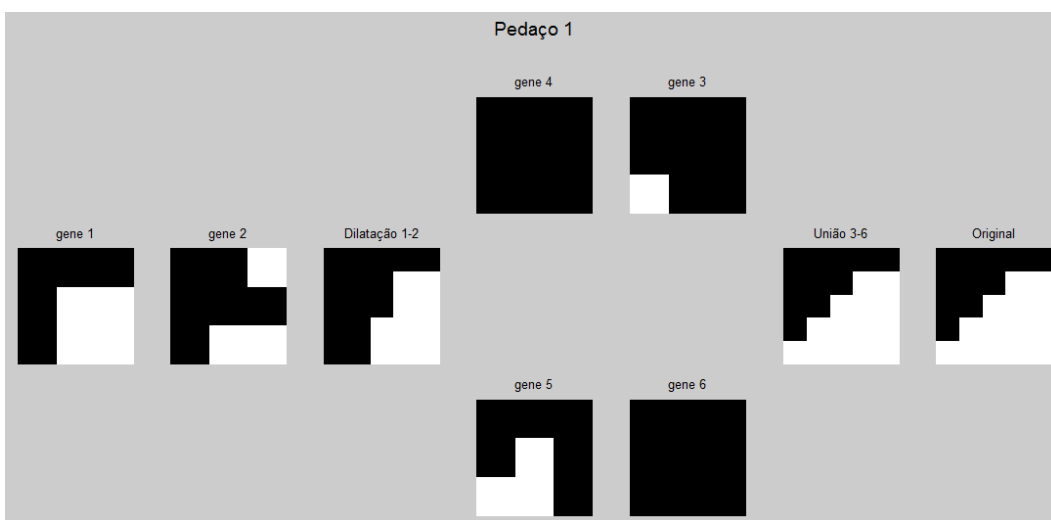 Pedaço 1
gene 4
gene 3
gene 1
gene 2
Dilatação 1-2
União 3-6
Original
gene 5
gene 6